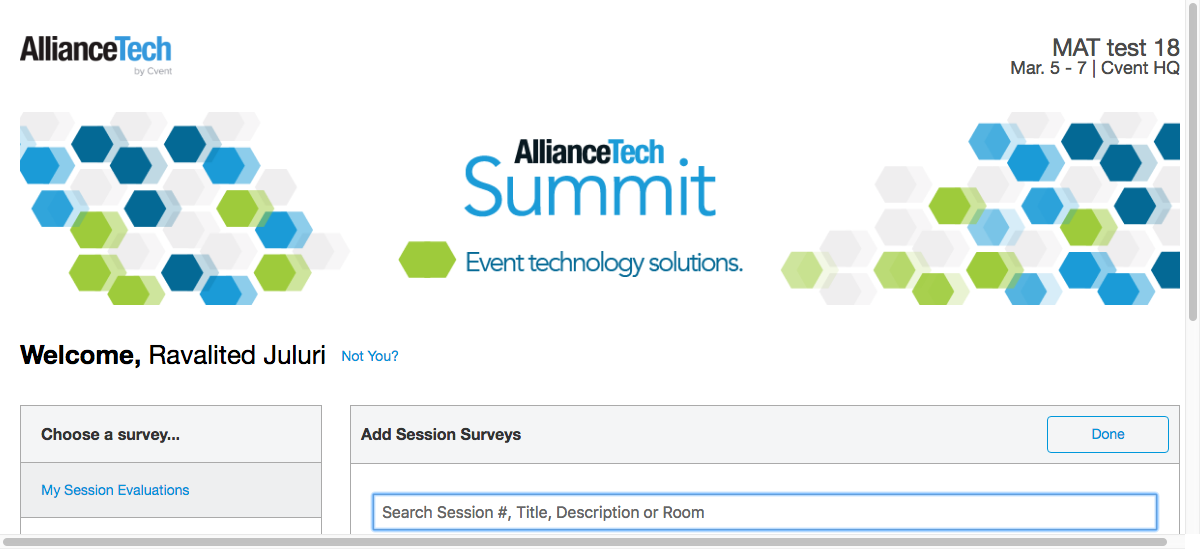 AllianceTech
by Cvent
MAT test 18
Mar. 5 - 7 | Cvent HQ
AllianceTech
Summit
Event technology solutions.
Welcome, Ravalited Juluri Not You?
Choose a survey...
My Session Evaluations
Add Session Surveys
Done
Search Session #, Title, Description or Room